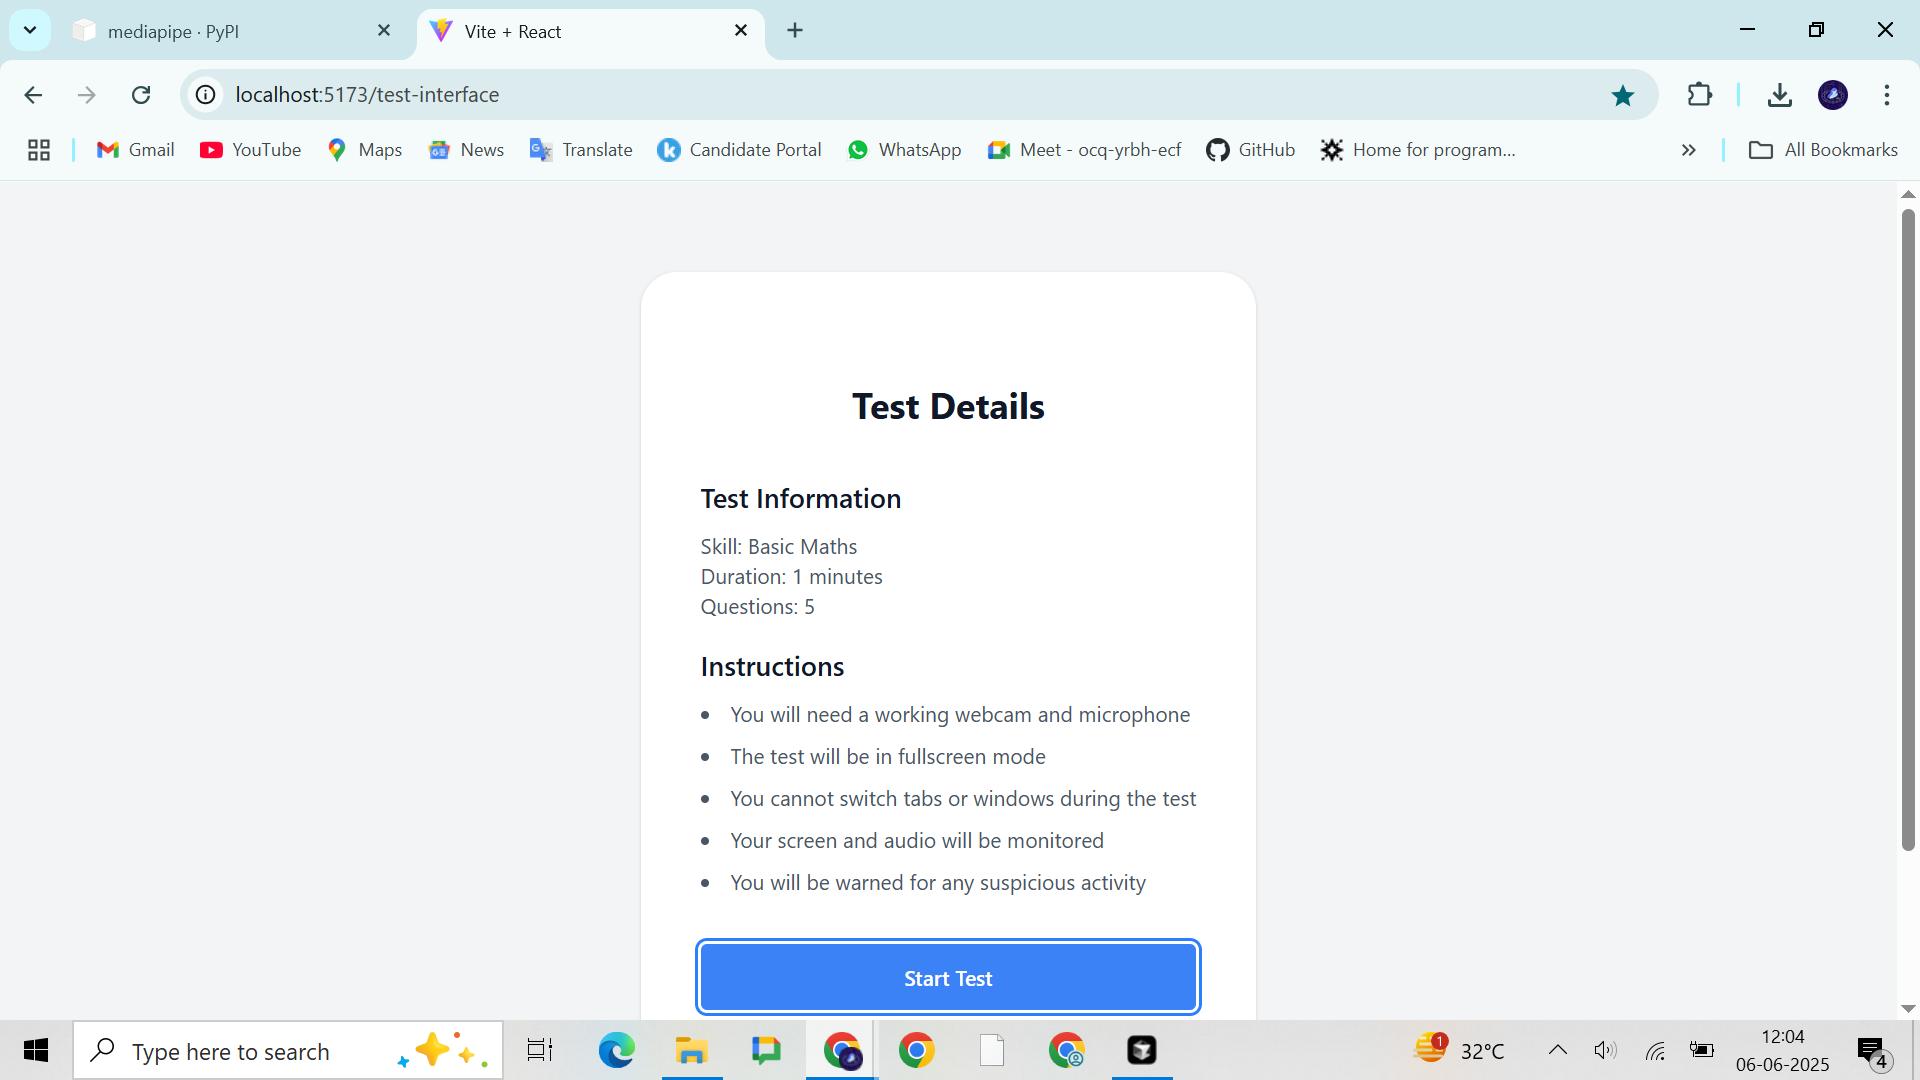 mediapipe · PyPI
Vite + React
localhost:5173/test-interface
Gmail
YouTube
Maps
News
Translate
Candidate Portal
WhatsApp
Meet - ocq-yrbh-ecf
GitHub
Home for program...
All Bookmarks
Test Details
Test Information
Skill: Basic Maths
Duration: 1 minutes
Questions: 5
Instructions
You will need a working webcam and microphone
The test will be in fullscreen mode
You cannot switch tabs or windows during the test
Your screen and audio will be monitored
You will be warned for any suspicious activity
Start Test
Type here to search
1
32°C
12:04
06-06-2025
4